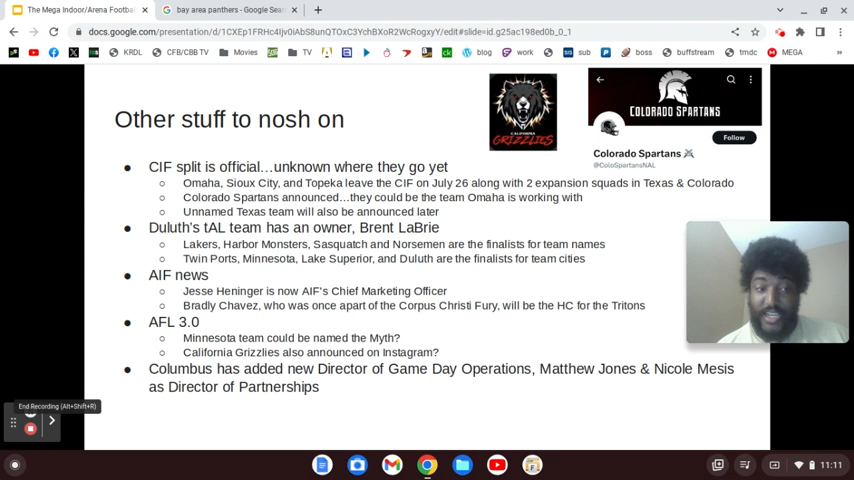 The Mega Indoor/Arena Footba
bay area panthers - Google Sear
docs.google.com/presentation/d/1CXEp1FRHc4Ijv0iAbS8unQTOxC3YchBXoR2WcRogxyY/edit#slide=id.g25ac198ed0b_0_1
KRDL
CFB/CBB TV
Movies
TV
blog
work
sub
boss
buffstream
tmdc
MEGA
Other stuff to nosh on
CALIFORNIA
GRIZZLIES
COLORADO SPARTANS
Follow
Colorado Spartans
@ColoSpartansNAL
CIF split is official…unknown where they go yet
Omaha, Sioux City, and Topeka leave the CIF on July 26 along with 2 expansion squads in Texas & Colorado
Colorado Spartans announced…they could be the team Omaha is working with
Unnamed Texas team will also be announced later
Duluth's tAL team has an owner, Brent LaBrie
Lakers, Harbor Monsters, Sasquatch and Norsemen are the finalists for team names
Twin Ports, Minnesota, Lake Superior, and Duluth are the finalists for team cities
AIF news
Jesse Heninger is now AIF's Chief Marketing Officer
Bradly Chavez, who was once apart of the Corpus Christi Fury, will be the HC for the Tritons
AFL 3.0
Minnesota team could be named the Myth?
California Grizzlies also announced on Instagram?
Columbus has added new Director of Game Day Operations, Matthew Jones & Nicole Mesis
as Director of Partnerships
End Recording (Alt+Shift+R)
11:11